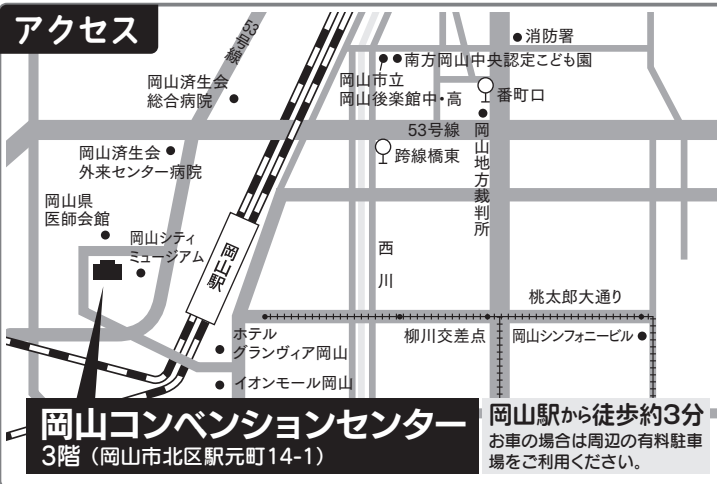 アクセス
53号線
消防署
南方岡山中央認定こども園
岡山市立
岡山後楽館中・高
番町口
岡山済生会
総合病院
53号線
岡山地方裁判所
跨線橋東
岡山済生会
外来センター病院
岡山県
医師会館
岡山シティ
ミュージアム
岡山駅
西川
桃太郎大通り
柳川交差点
岡山シンフォニービル
ホテル
グランヴィア岡山
イオンモール岡山
岡山コンベンションセンター
3階（岡山市北区駅元町14-1）
岡山駅から徒歩約3分
お車の場合は周辺の有料駐車
場をご利用ください。